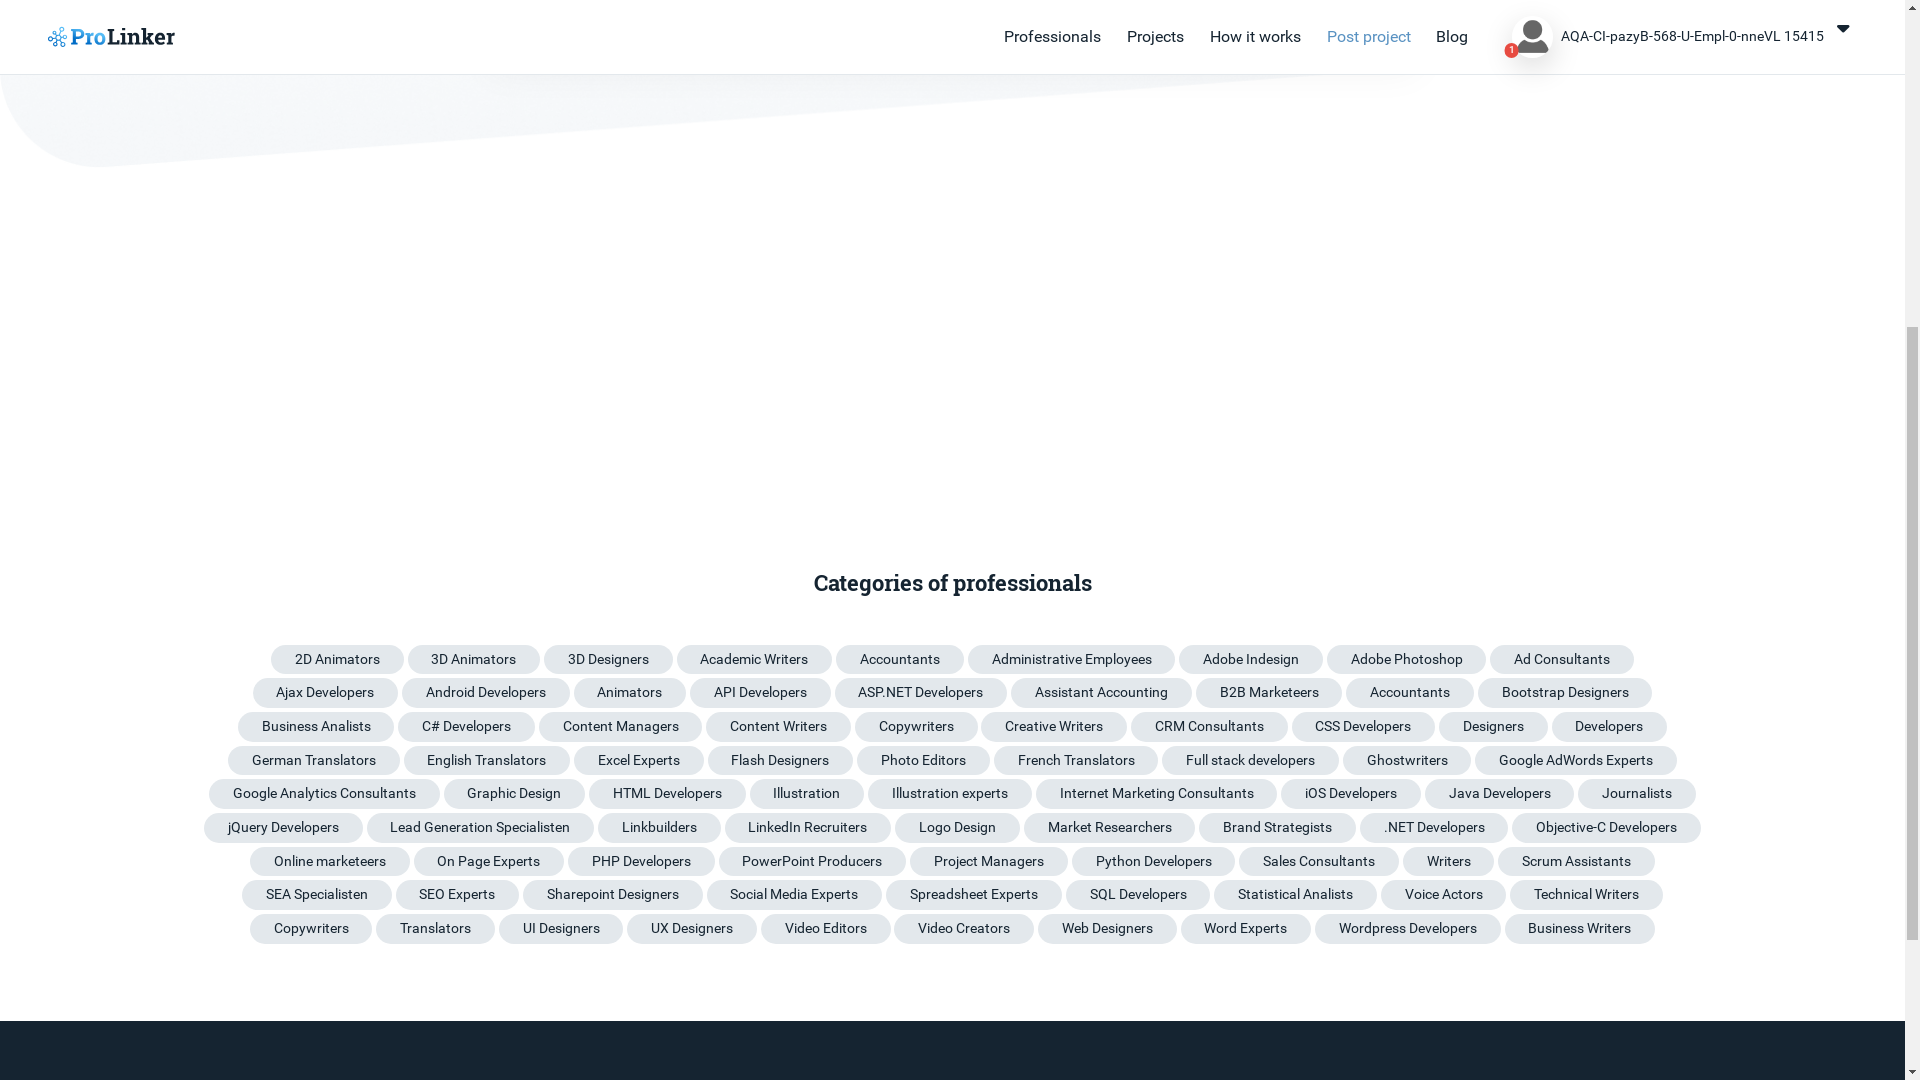 ProLinker
Professionals Projects How it works Post project Blog 1 AQA-CI-pazyB-568-U-Empl-0-nneVL 15415
Categories of professionals
2D Animators 3D Animators 3D Designers Academic Writers Accountants Administrative Employees Adobe Indesign Adobe Photoshop Ad Consultants
Ajax Developers Android Developers Animators API Developers ASP.NET Developers Assistant Accounting B2B Marketeers Accountants Bootstrap Designers
Business Analists C# Developers Content Managers Content Writers Copywriters Creative Writers CRM Consultants CSS Developers Designers Developers
German Translators English Translators Excel Experts Flash Designers Photo Editors French Translators Full stack developers Ghostwriters Google AdWords Experts
Google Analytics Consultants Graphic Design HTML Developers Illustration Illustration experts Internet Marketing Consultants iOS Developers Java Developers Journalists
jQuery Developers Lead Generation Specialisten Linkbuilders LinkedIn Recruiters Logo Design Market Researchers Brand Strategists .NET Developers Objective-C Developers
Online marketeers On Page Experts PHP Developers PowerPoint Producers Project Managers Python Developers Sales Consultants Writers Scrum Assistants
SEA Specialisten SEO Experts Sharepoint Designers Social Media Experts Spreadsheet Experts SQL Developers Statistical Analists Voice Actors Technical Writers
Copywriters Translators UI Designers UX Designers Video Editors Video Creators Web Designers Word Experts Wordpress Developers Business Writers